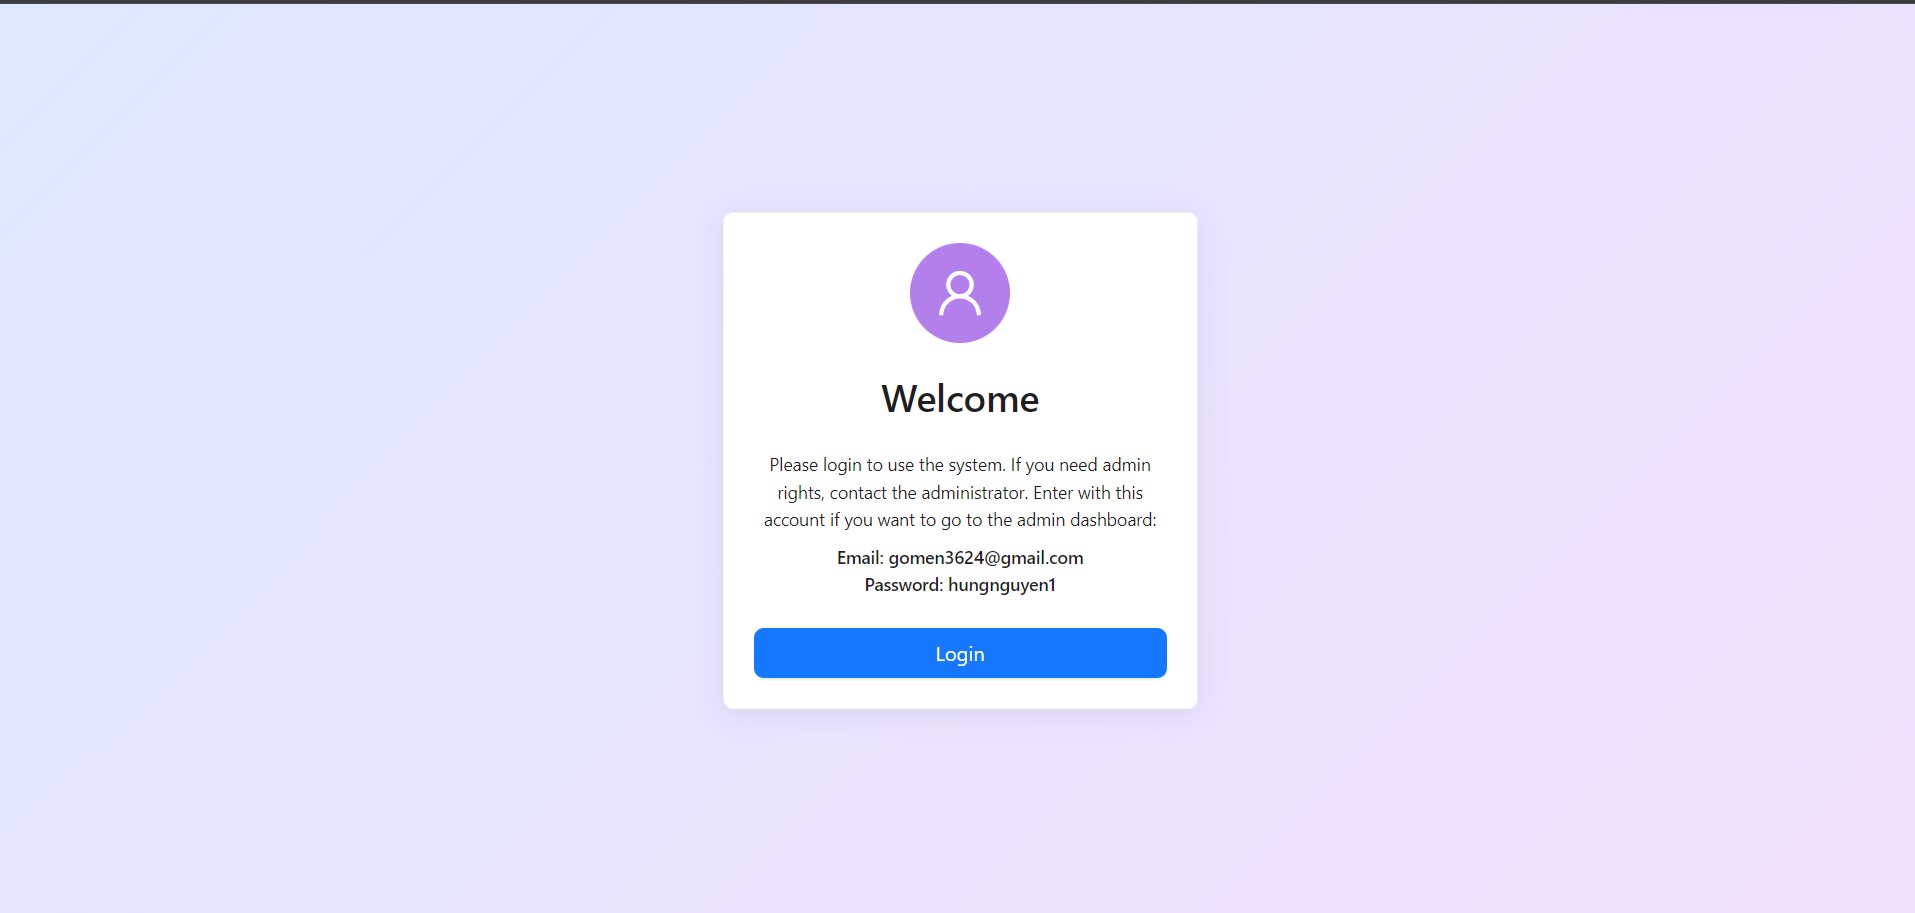 Welcome
Please login to use the system. If you need admin
rights, contact the administrator. Enter with this
account if you want to go to the admin dashboard:
Email: gomen3624@gmail.com
Password: hungnguyen1
Login